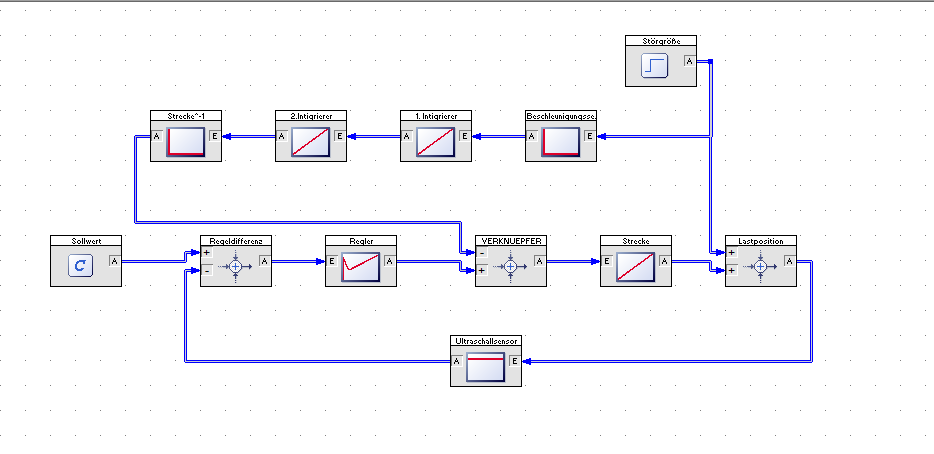 Störgröße
A
Strecke^-1
A E
2.Intigrierer
A E
1. Intigrierer
A E
Beschleunigungsse.
A E
Sollwert
A
Regeldifferenz
+
-
A
Regler
E A
VERKNUEPFER
-
+
A
Strecke
E A
Lastposition
+
+
A
Ultraschallsensor
A E